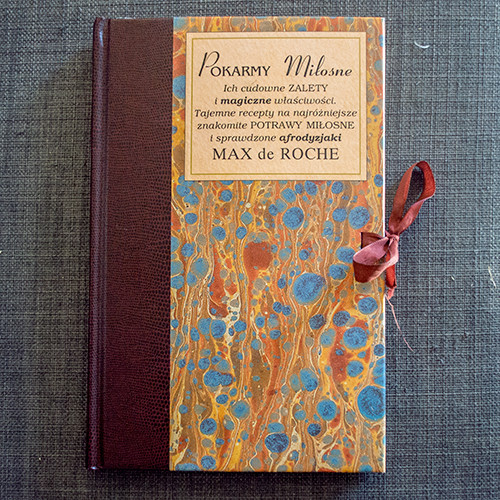 POKARMY Miłosne
Ich cudowne ZALETY
i magiczne właściwości.
Tajemne recepty na najróżniejsze
znakomite POTRAWY MIŁOSNE
i sprawdzone afrodyzjaki
MAX de ROCHE